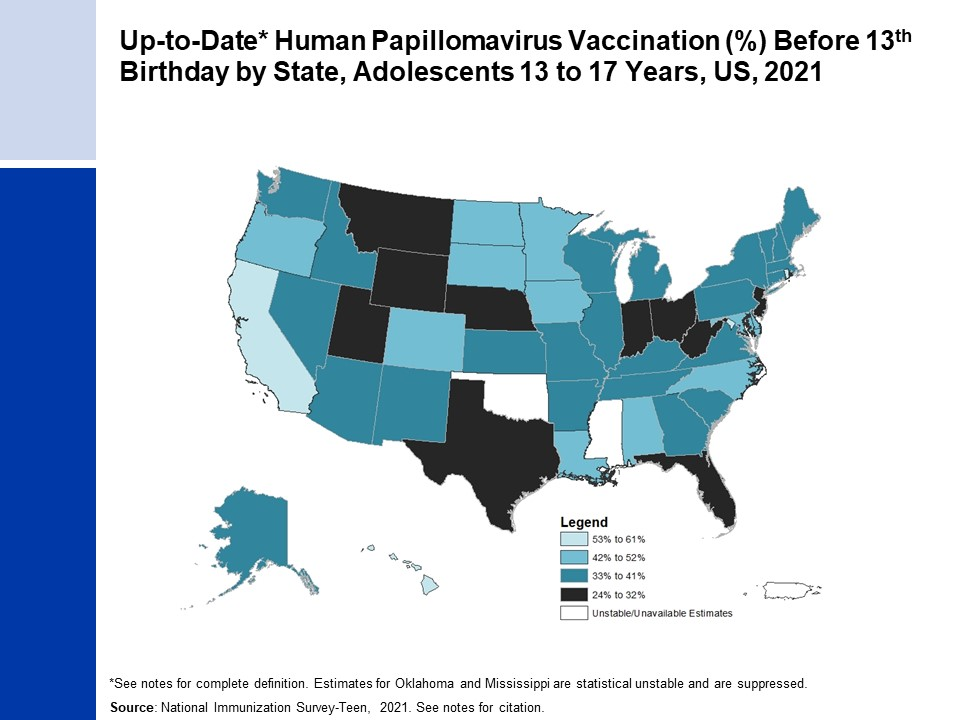 Up-to-Date* Human Papillomavirus Vaccination (%) Before 13th
Birthday by State, Adolescents 13 to 17 Years, US, 2021
Legend
53% to 61%
42% to 52%
33% to 41%
24% to 32%
Unstable/Unavailable Estimates
*See notes for complete definition. Estimates for Oklahoma and Mississippi are statistical unstable and are suppressed.
Source: National Immunization Survey-Teen, 2021. See notes for citation.